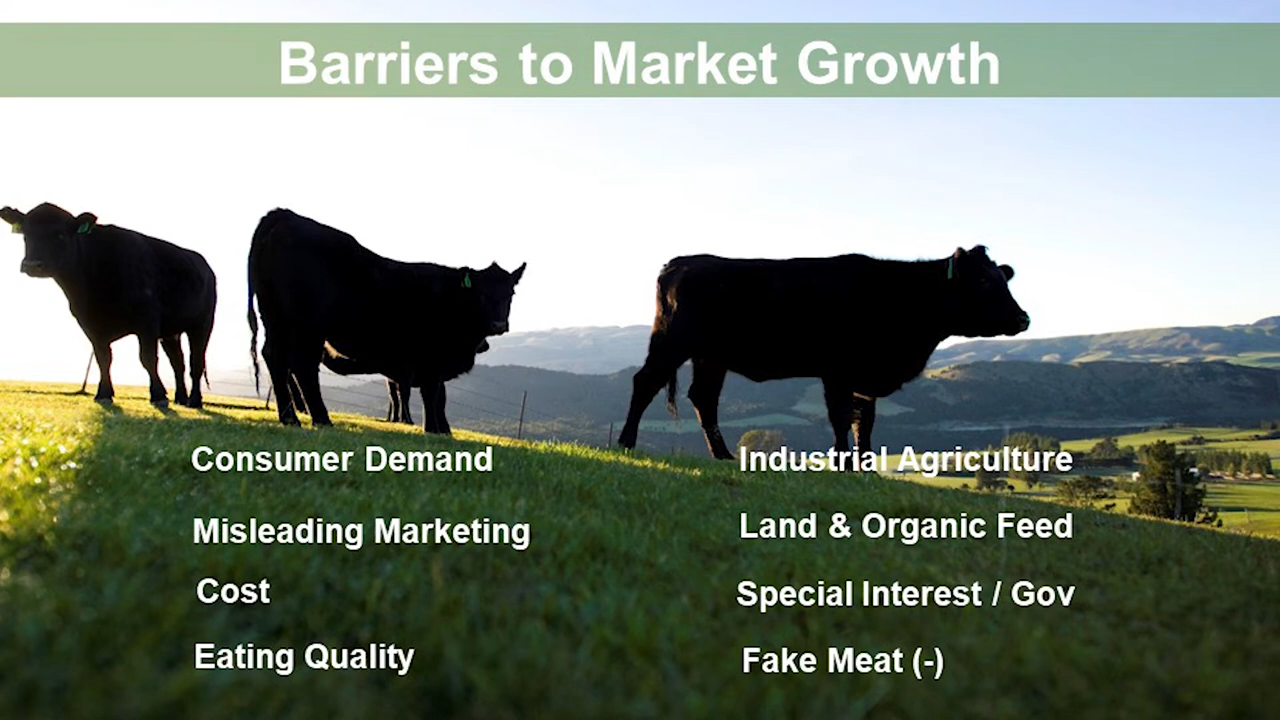 Barriers to Market Growth
Consumer Demand
Misleading Marketing
Cost
Eating Quality
Industrial Agriculture
Land & Organic Feed
Special Interest / Gov
Fake Meat (-)